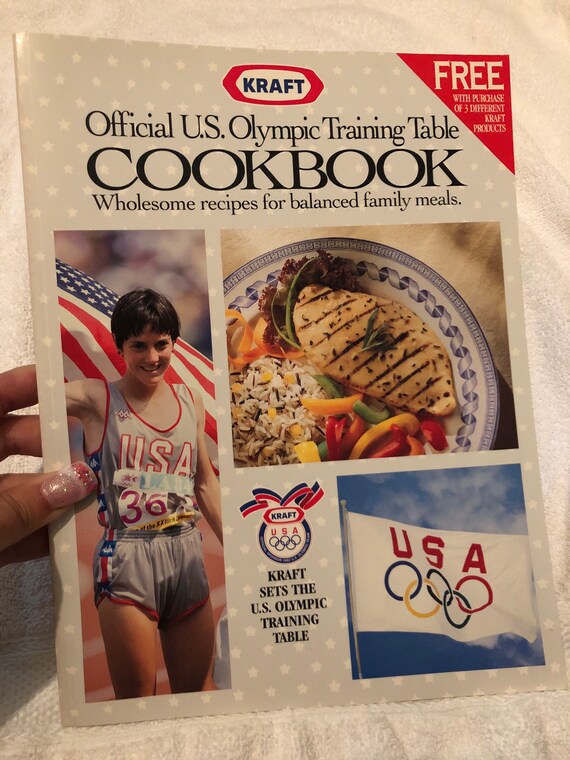 KRAFT
FREE
WITH PURCHASE
OF 3 DIFFERENT
KRAFT
PRODUCTS
Official U.S. Olympic Training Table
COOKBOOK
Wholesome recipes for balanced family meals.
USA
LA
36
KRAFT
USA
KRAFT
SETS THE
U.S. OLYMPIC
TRAINING
TABLE
USA